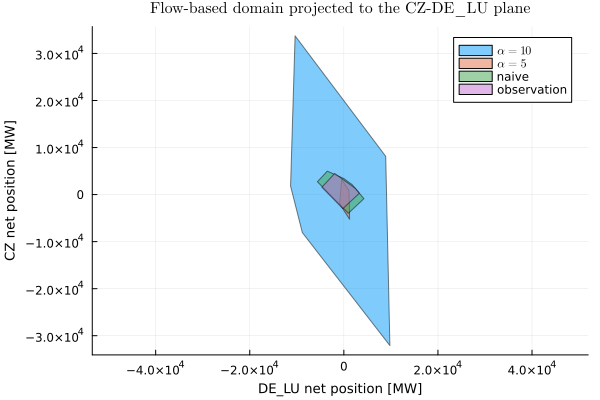 Flow-based domain projected to the CZ-DE_LU plane
α = 10
α = 5
naive
observation
3.0×10⁴
2.0×10⁴
1.0×10⁴
0
−1.0×10⁴
−2.0×10⁴
−3.0×10⁴
CZ net position [MW]
−4.0×10⁴ −2.0×10⁴ 0 2.0×10⁴ 4.0×10⁴
DE_LU net position [MW]